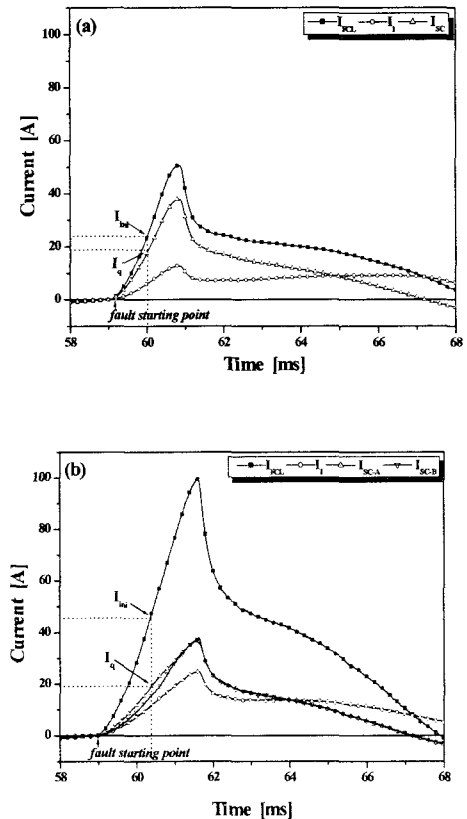 (a)
I_FCL I_1 I_SC
100
80
60
40
20
0
Current [A]
I_ini
I_q
fault starting point
58 60 62 64 66 68
Time [ms]
(b)
I_FCL I_1 I_SC-A I_SC-B
100
80
60
40
20
0
Current [A]
I_ini
I_q
fault starting point
58 60 62 64 66 68
Time [ms]